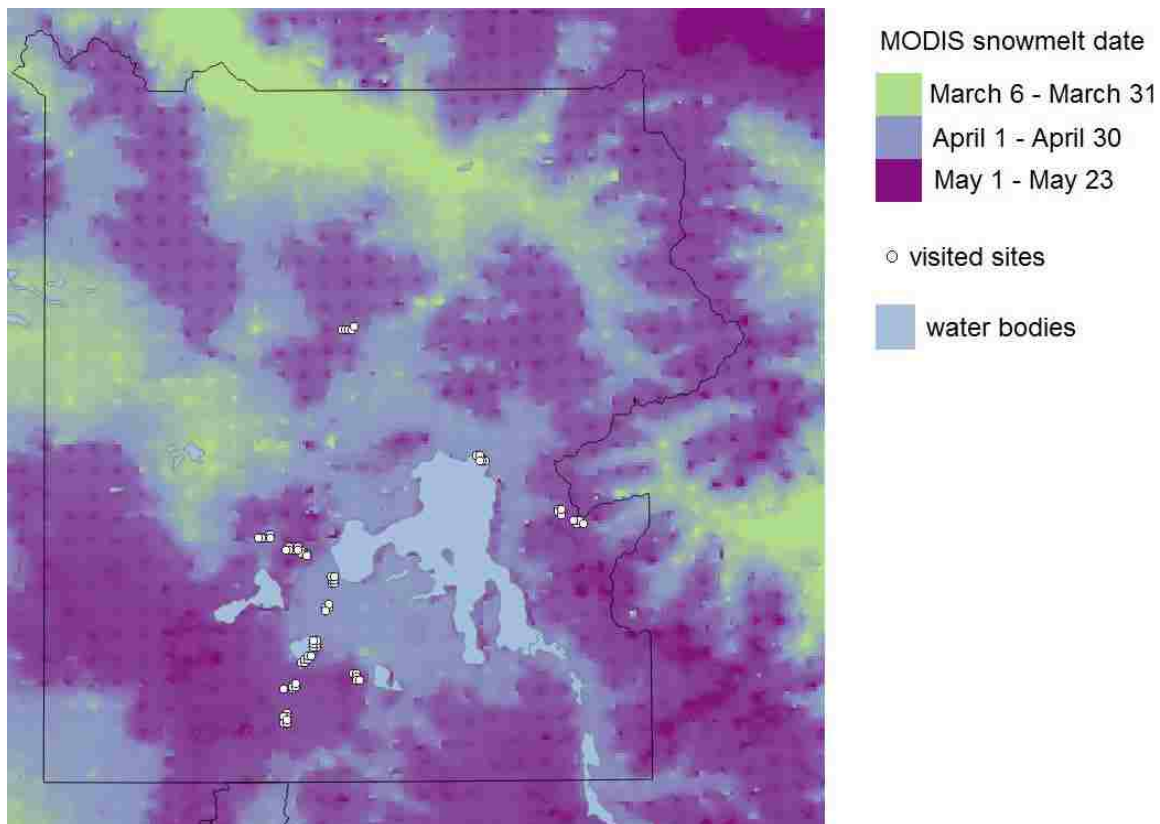 MODIS snowmelt date
March 6 - March 31
April 1 - April 30
May 1 - May 23
visited sites
water bodies